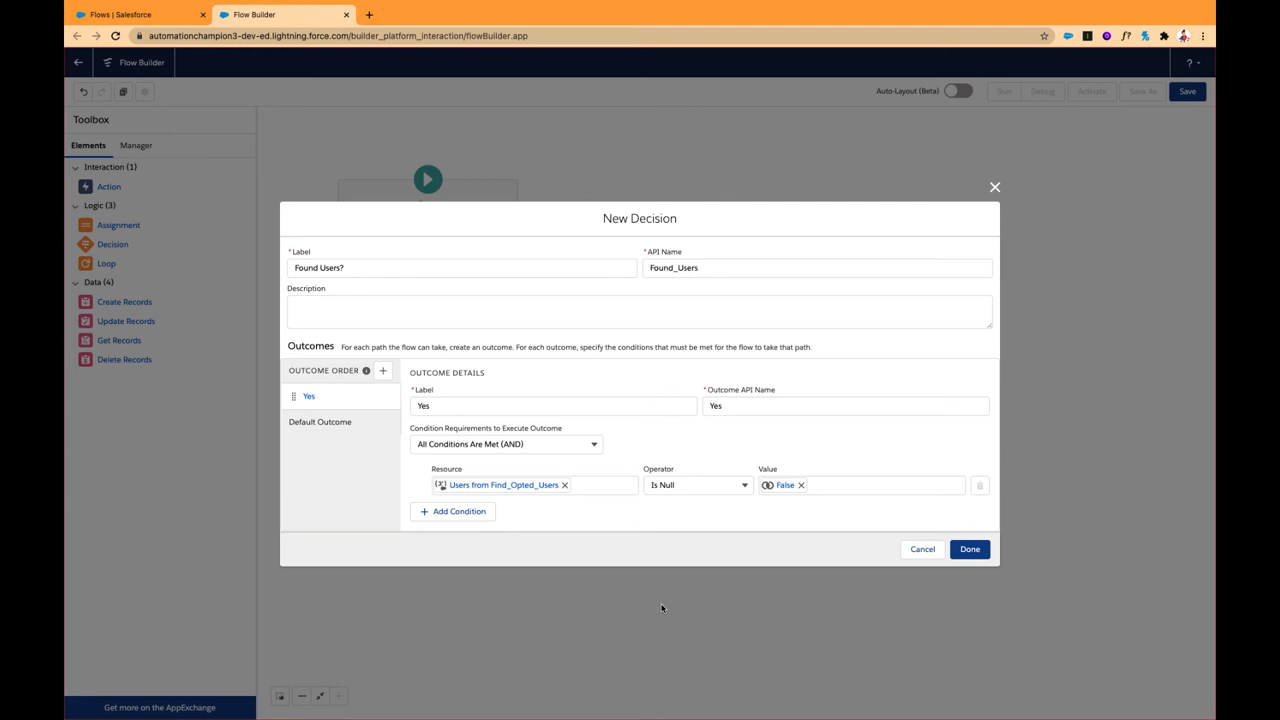 Flows | Salesforce
Flow Builder
automationchampion3-dev-ed.lightning.force.com/builder_platform_interaction/flowBuilder.app
Flow Builder
?
Auto-Layout (Beta)
Run
Debug
Activate
Save As
Save
Toolbox
Elements
Manager
Interaction (1)
Action
Logic (3)
Assignment
Decision
Loop
Data (4)
Create Records
Update Records
Get Records
Delete Records
Get more on the AppExchange
New Decision
* Label
* API Name
Found Users?
Found_Users
Description
Outcomes For each path the flow can take, create an outcome. For each outcome, specify the conditions that must be met for the flow to take that path.
OUTCOME ORDER
Yes
Default Outcome
OUTCOME DETAILS
* Label
* Outcome API Name
Yes
Yes
Condition Requirements to Execute Outcome
All Conditions Are Met (AND)
Resource
Operator
Value
Users from Find_Opted_Users
Is Null
False
+ Add Condition
Cancel
Done